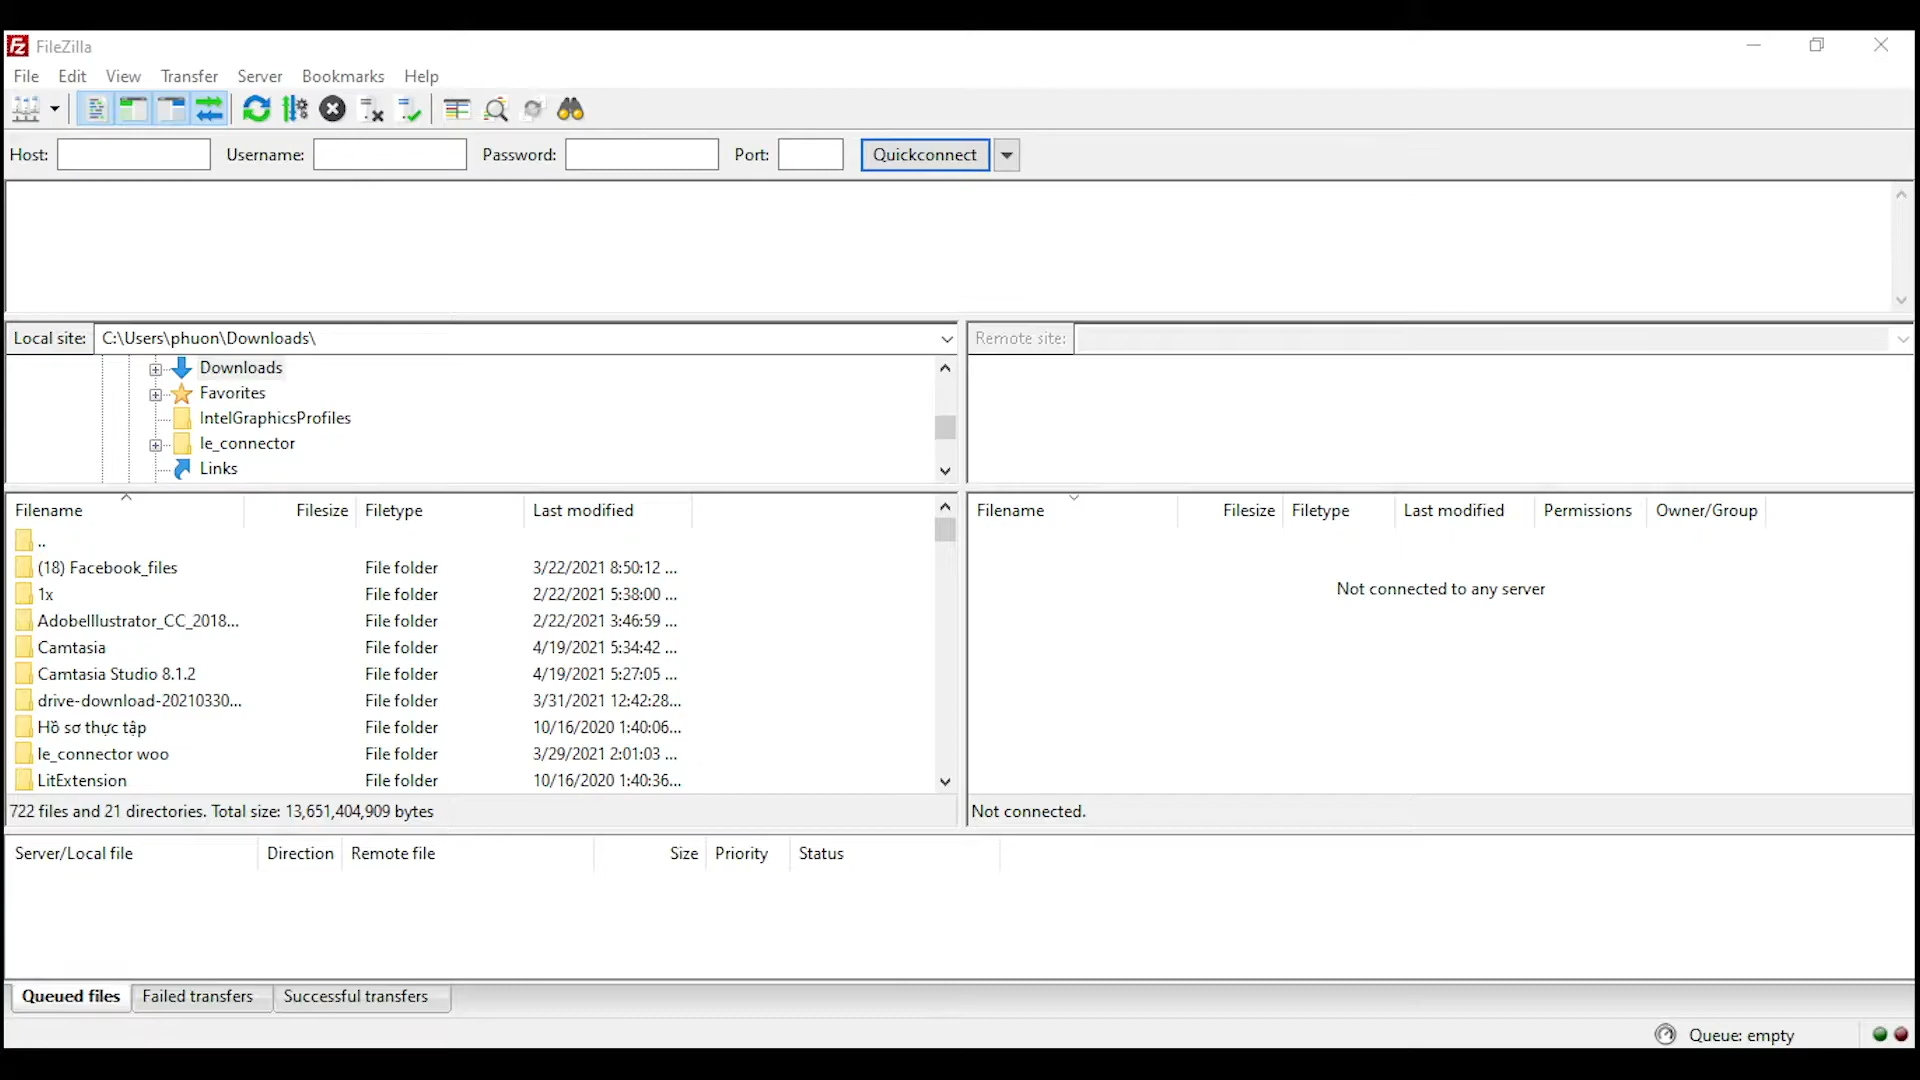 FileZilla
File Edit View Transfer Server Bookmarks Help
Host: Username: Password: Port: Quickconnect
Local site: C:\Users\phuon\Downloads\
Remote site:
Downloads
Favorites
IntelGraphicsProfiles
le_connector
Links
Filename Filesize Filetype Last modified
..
(18) Facebook_files File folder 3/22/2021 8:50:12 ...
1x File folder 2/22/2021 5:38:00 ...
AdobeIllustrator_CC_2018... File folder 2/22/2021 3:46:59 ...
Camtasia File folder 4/19/2021 5:34:42 ...
Camtasia Studio 8.1.2 File folder 4/19/2021 5:27:05 ...
drive-download-20210330... File folder 3/31/2021 12:42:28...
Hồ sơ thực tập File folder 10/16/2020 1:40:06...
le_connector woo File folder 3/29/2021 2:01:03 ...
LitExtension File folder 10/16/2020 1:40:36...
722 files and 21 directories. Total size: 13,651,404,909 bytes
Filename Filesize Filetype Last modified Permissions Owner/Group
Not connected to any server
Not connected.
Server/Local file Direction Remote file Size Priority Status
Queued files Failed transfers Successful transfers
Queue: empty